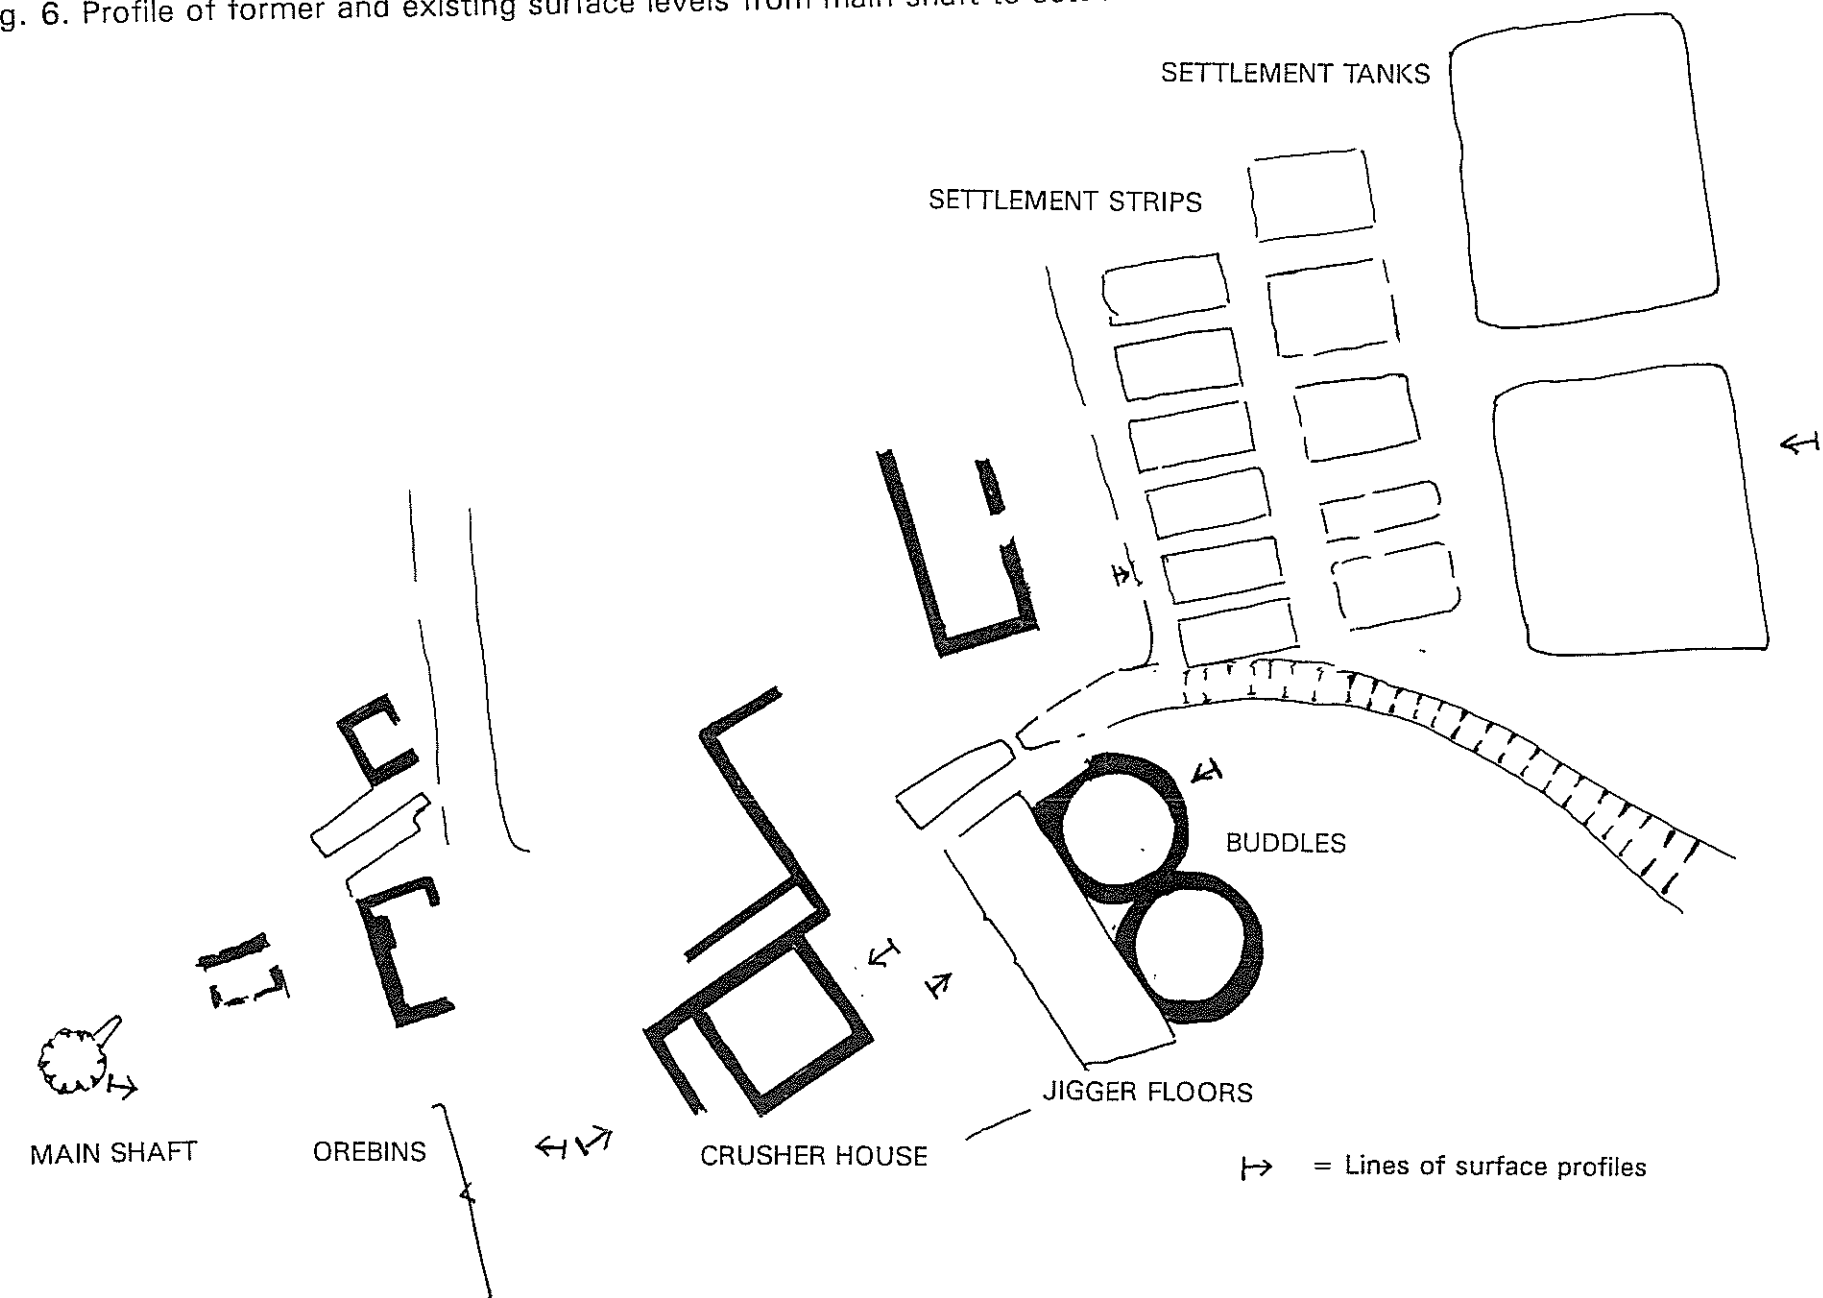 g. 6. Profile of former and existing surface levels from main shaft to
SETTLEMENT TANKS
SETTLEMENT STRIPS
BUDDLES
JIGGER FLOORS
MAIN SHAFT
OREBINS
CRUSHER HOUSE
= Lines of surface profiles